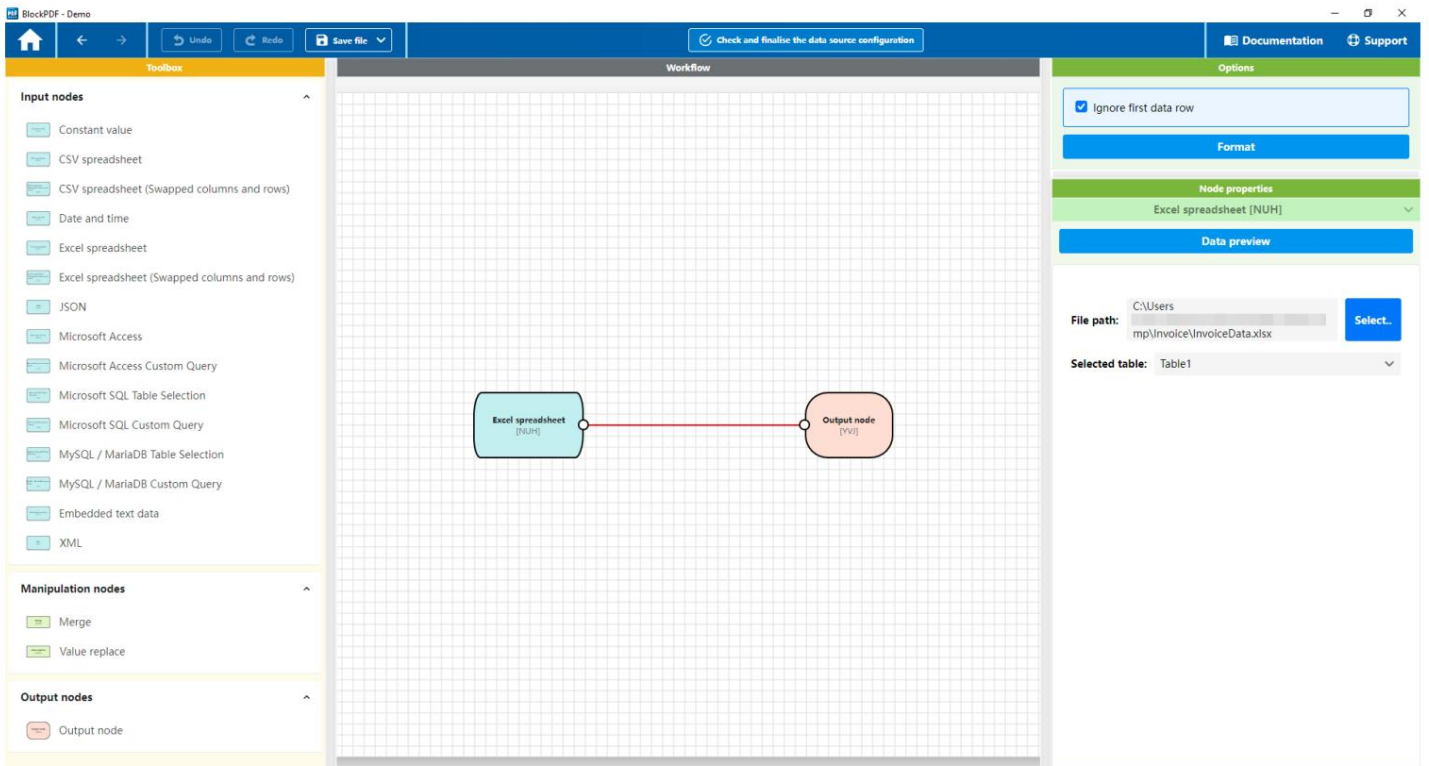 BlockPDF - Demo
Undo
Redo
Save file
Check and finalise the data source configuration
Documentation
Support
Toolbox
Workflow
Options
Input nodes
Constant value
CSV spreadsheet
CSV spreadsheet (Swapped columns and rows)
Date and time
Excel spreadsheet
Excel spreadsheet (Swapped columns and rows)
JSON
Microsoft Access
Microsoft Access Custom Query
Microsoft SQL Table Selection
Microsoft SQL Custom Query
MySQL / MariaDB Table Selection
MySQL / MariaDB Custom Query
Embedded text data
XML
Manipulation nodes
Merge
Value replace
Output nodes
Output node
Excel spreadsheet
[NUH]
Output node
[YVJ]
Ignore first data row
Format
Node properties
Excel spreadsheet [NUH]
Data preview
File path:
C:\Users
mp\Invoice\InvoiceData.xlsx
Select..
Selected table: Table1